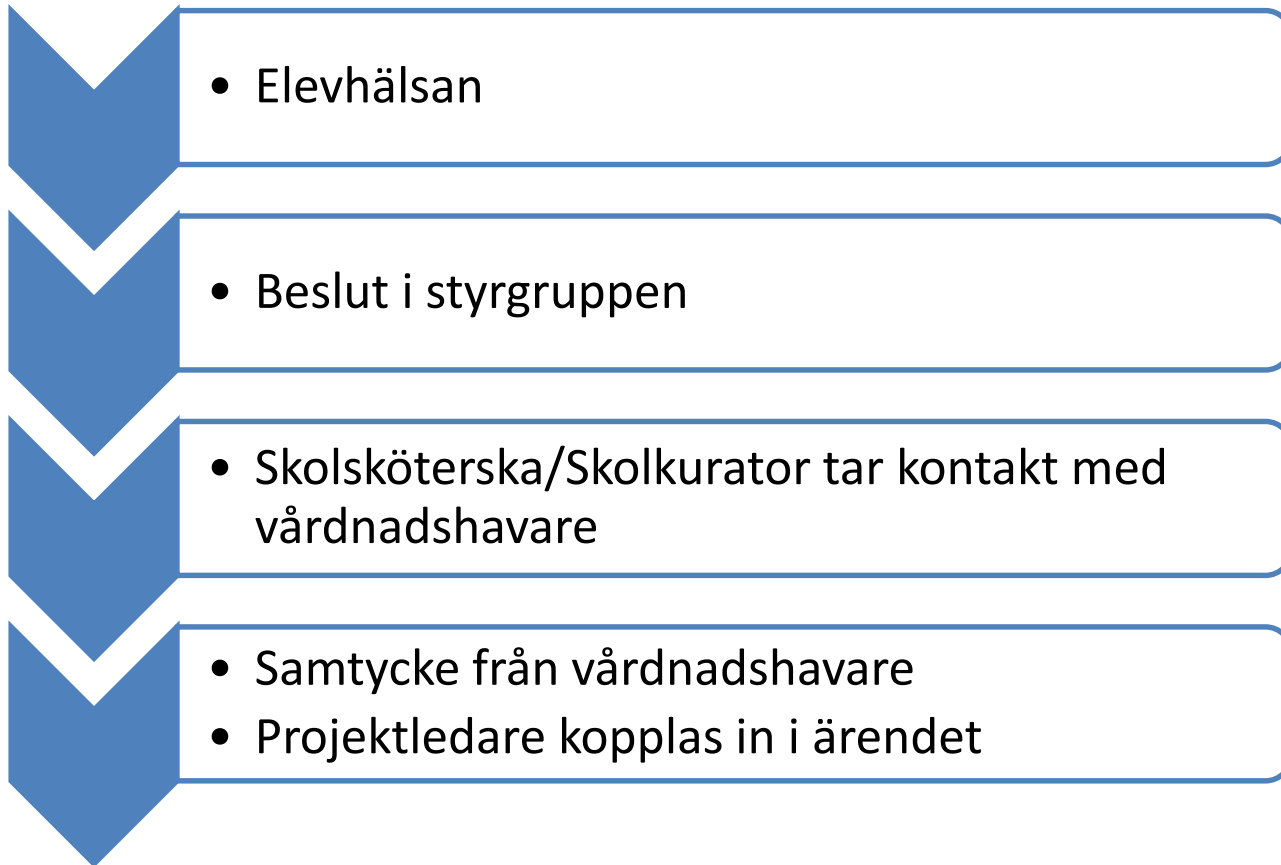 • Elevhälsan
• Beslut i styrgruppen
• Skolsköterska/Skolkurator tar kontakt med
vårdnadshavare
• Samtycke från vårdnadshavare
• Projektledare kopplas in i ärendet